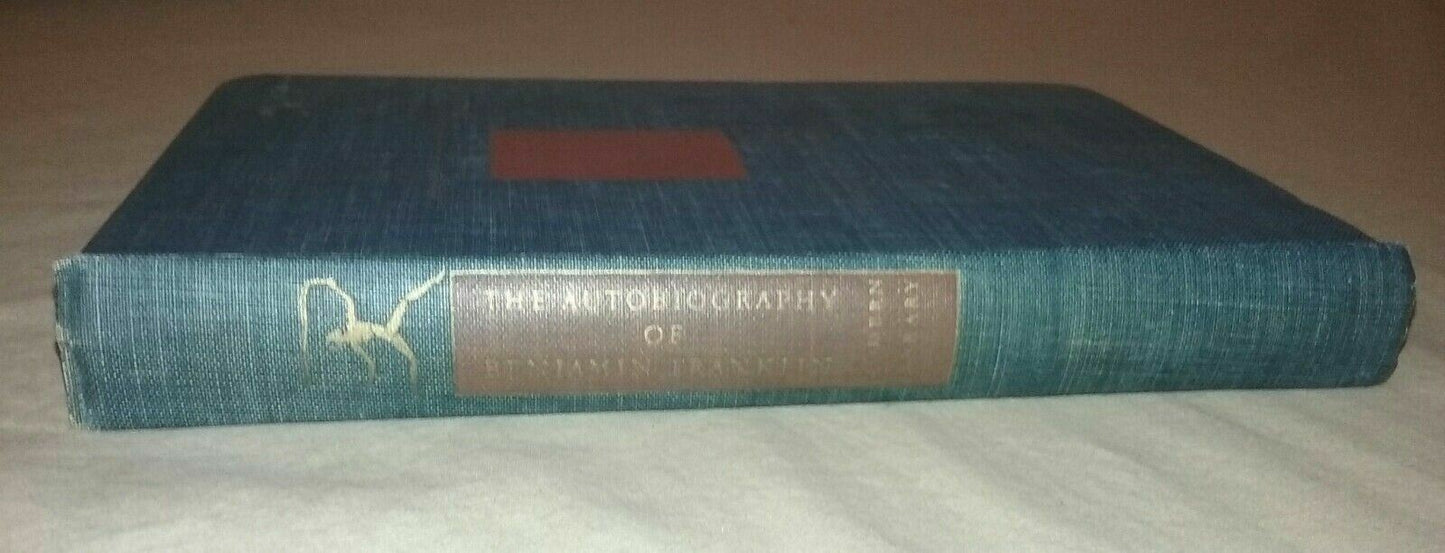 THE AUTOBIOGRAPHY
OF
BENJAMIN FRANKLIN